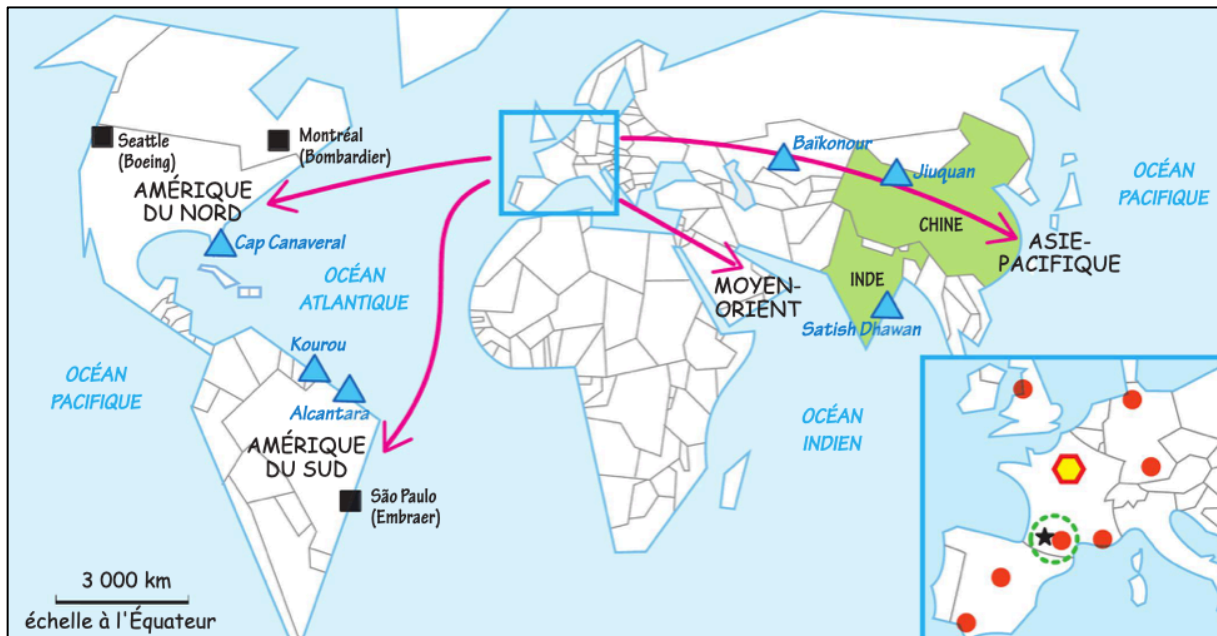 Seattle
(Boeing)
Montréal
(Bombardier)
AMÉRIQUE
DU NORD
Cap Canaveral
OCÉAN
ATLANTIQUE
OCÉAN
PACIFIQUE
Kourou
Alcantara
AMÉRIQUE
DU SUD
São Paulo
(Embraer)
3 000 km
échelle à l'Équateur
Baïkonour
Jiuquan
CHINE
OCÉAN
PACIFIQUE
ASIE-
PACIFIQUE
MOYEN-
ORIENT
INDE
Satish Dhawan
OCÉAN
INDIEN